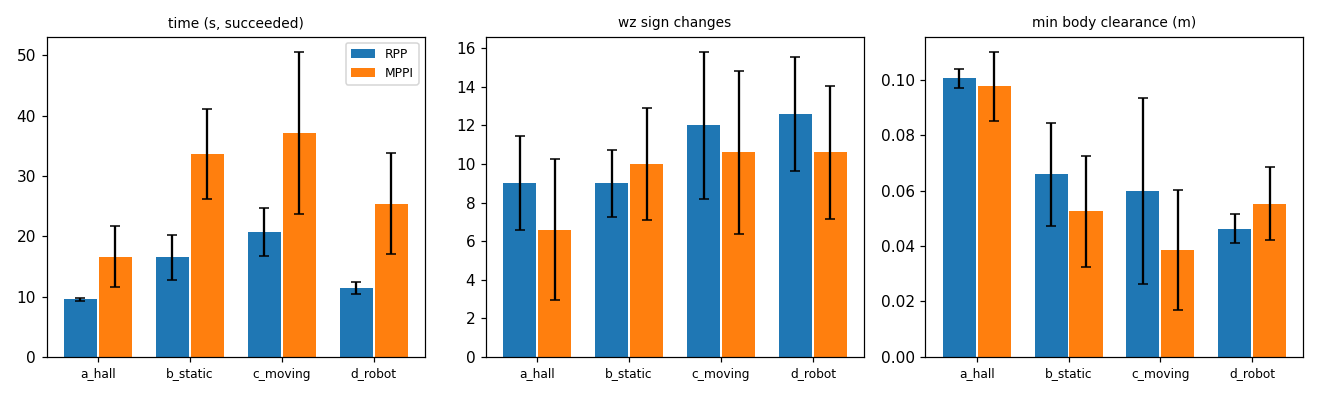 time (s, succeeded)
50
40
30
20
10
0
RPP
MPPI
a_hall b_static c_moving d_robot
wz sign changes
16
14
12
10
8
6
4
2
0
a_hall b_static c_moving d_robot
min body clearance (m)
0.10
0.08
0.06
0.04
0.02
0.00
a_hall b_static c_moving d_robot